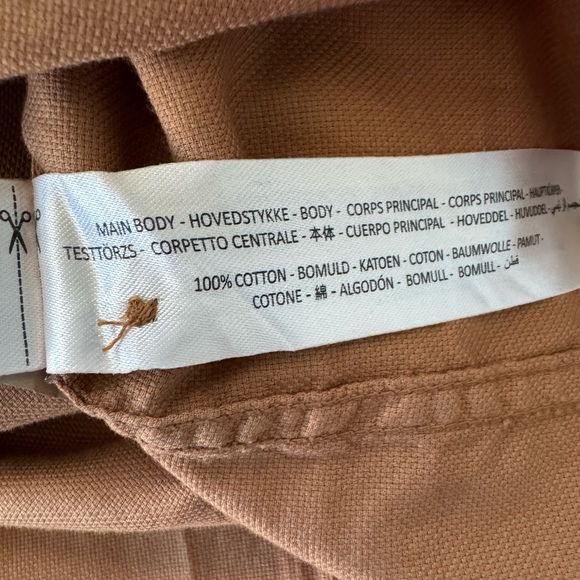 MAIN BODY - HOVEDSTYKKE - BODY - CORPS PRINCIPAL - CORPS PRINCIPAL - HAUPTKÖRPER -
TESTTÖRZS - CORPETTO CENTRALE - 本体 - CUERPO PRINCIPAL - HOVEDDEL - HUVUDDEL -
100% COTTON - BOMULD - KATOEN - COTON - BAUMWOLLE - PAMUT -
COTONE - 綿 - ALGODÓN - BOMULL - BOMULL - قطن